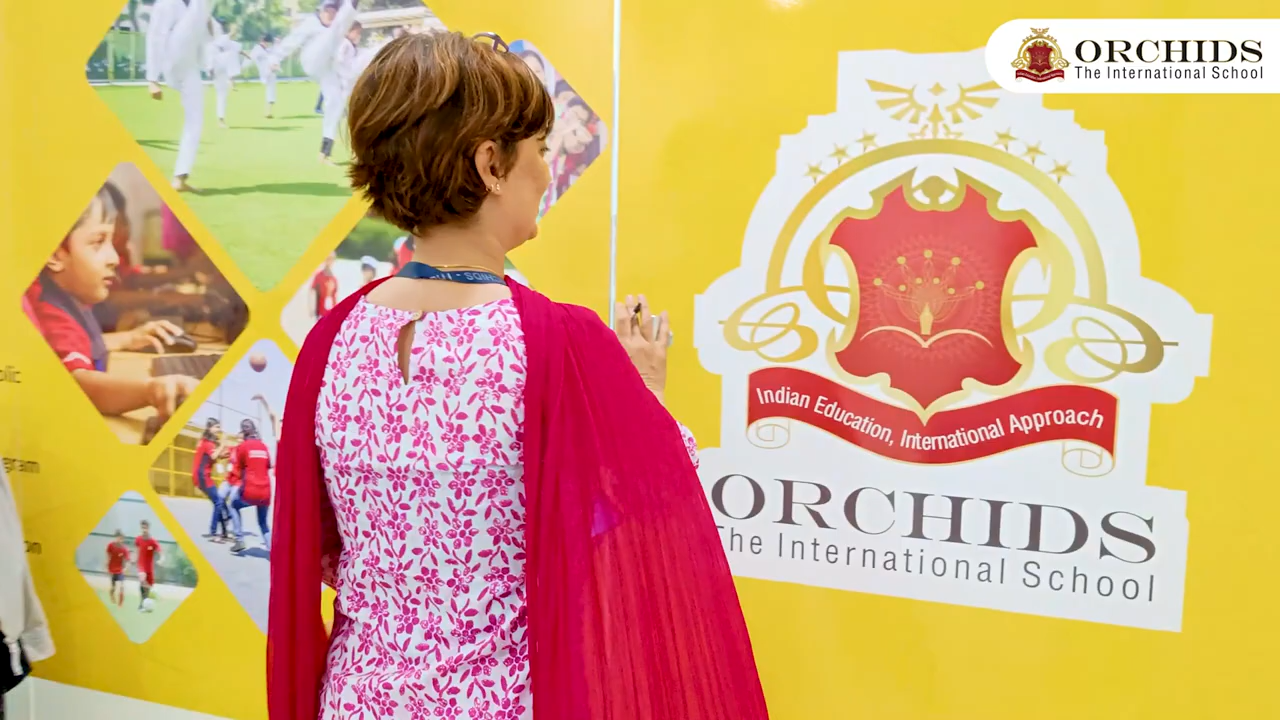 ORCHIDS
The International School
Indian Education, International Approach
ORCHIDS
The International School